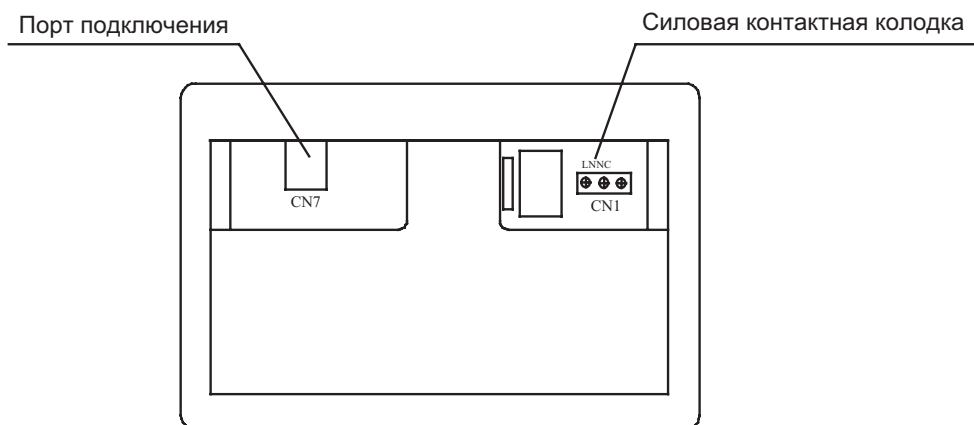 Порт подключения
Силовая контактная колодка
LNNC
CN7
CN1